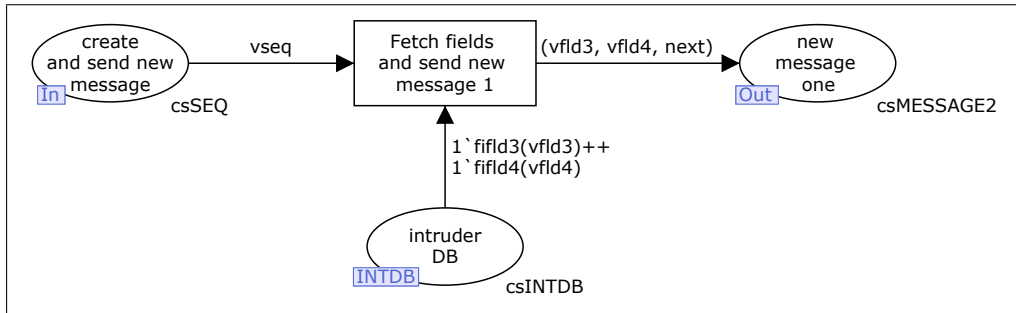 create
and send new
message
In
csSEQ
vseq
Fetch fields
and send new
message 1
(vfld3, vfld4, next)
new
message
one
Out
csMESSAGE2
1`fifld3(vfld3)++
1`fifld4(vfld4)
intruder
DB
INTDB
csINTDB